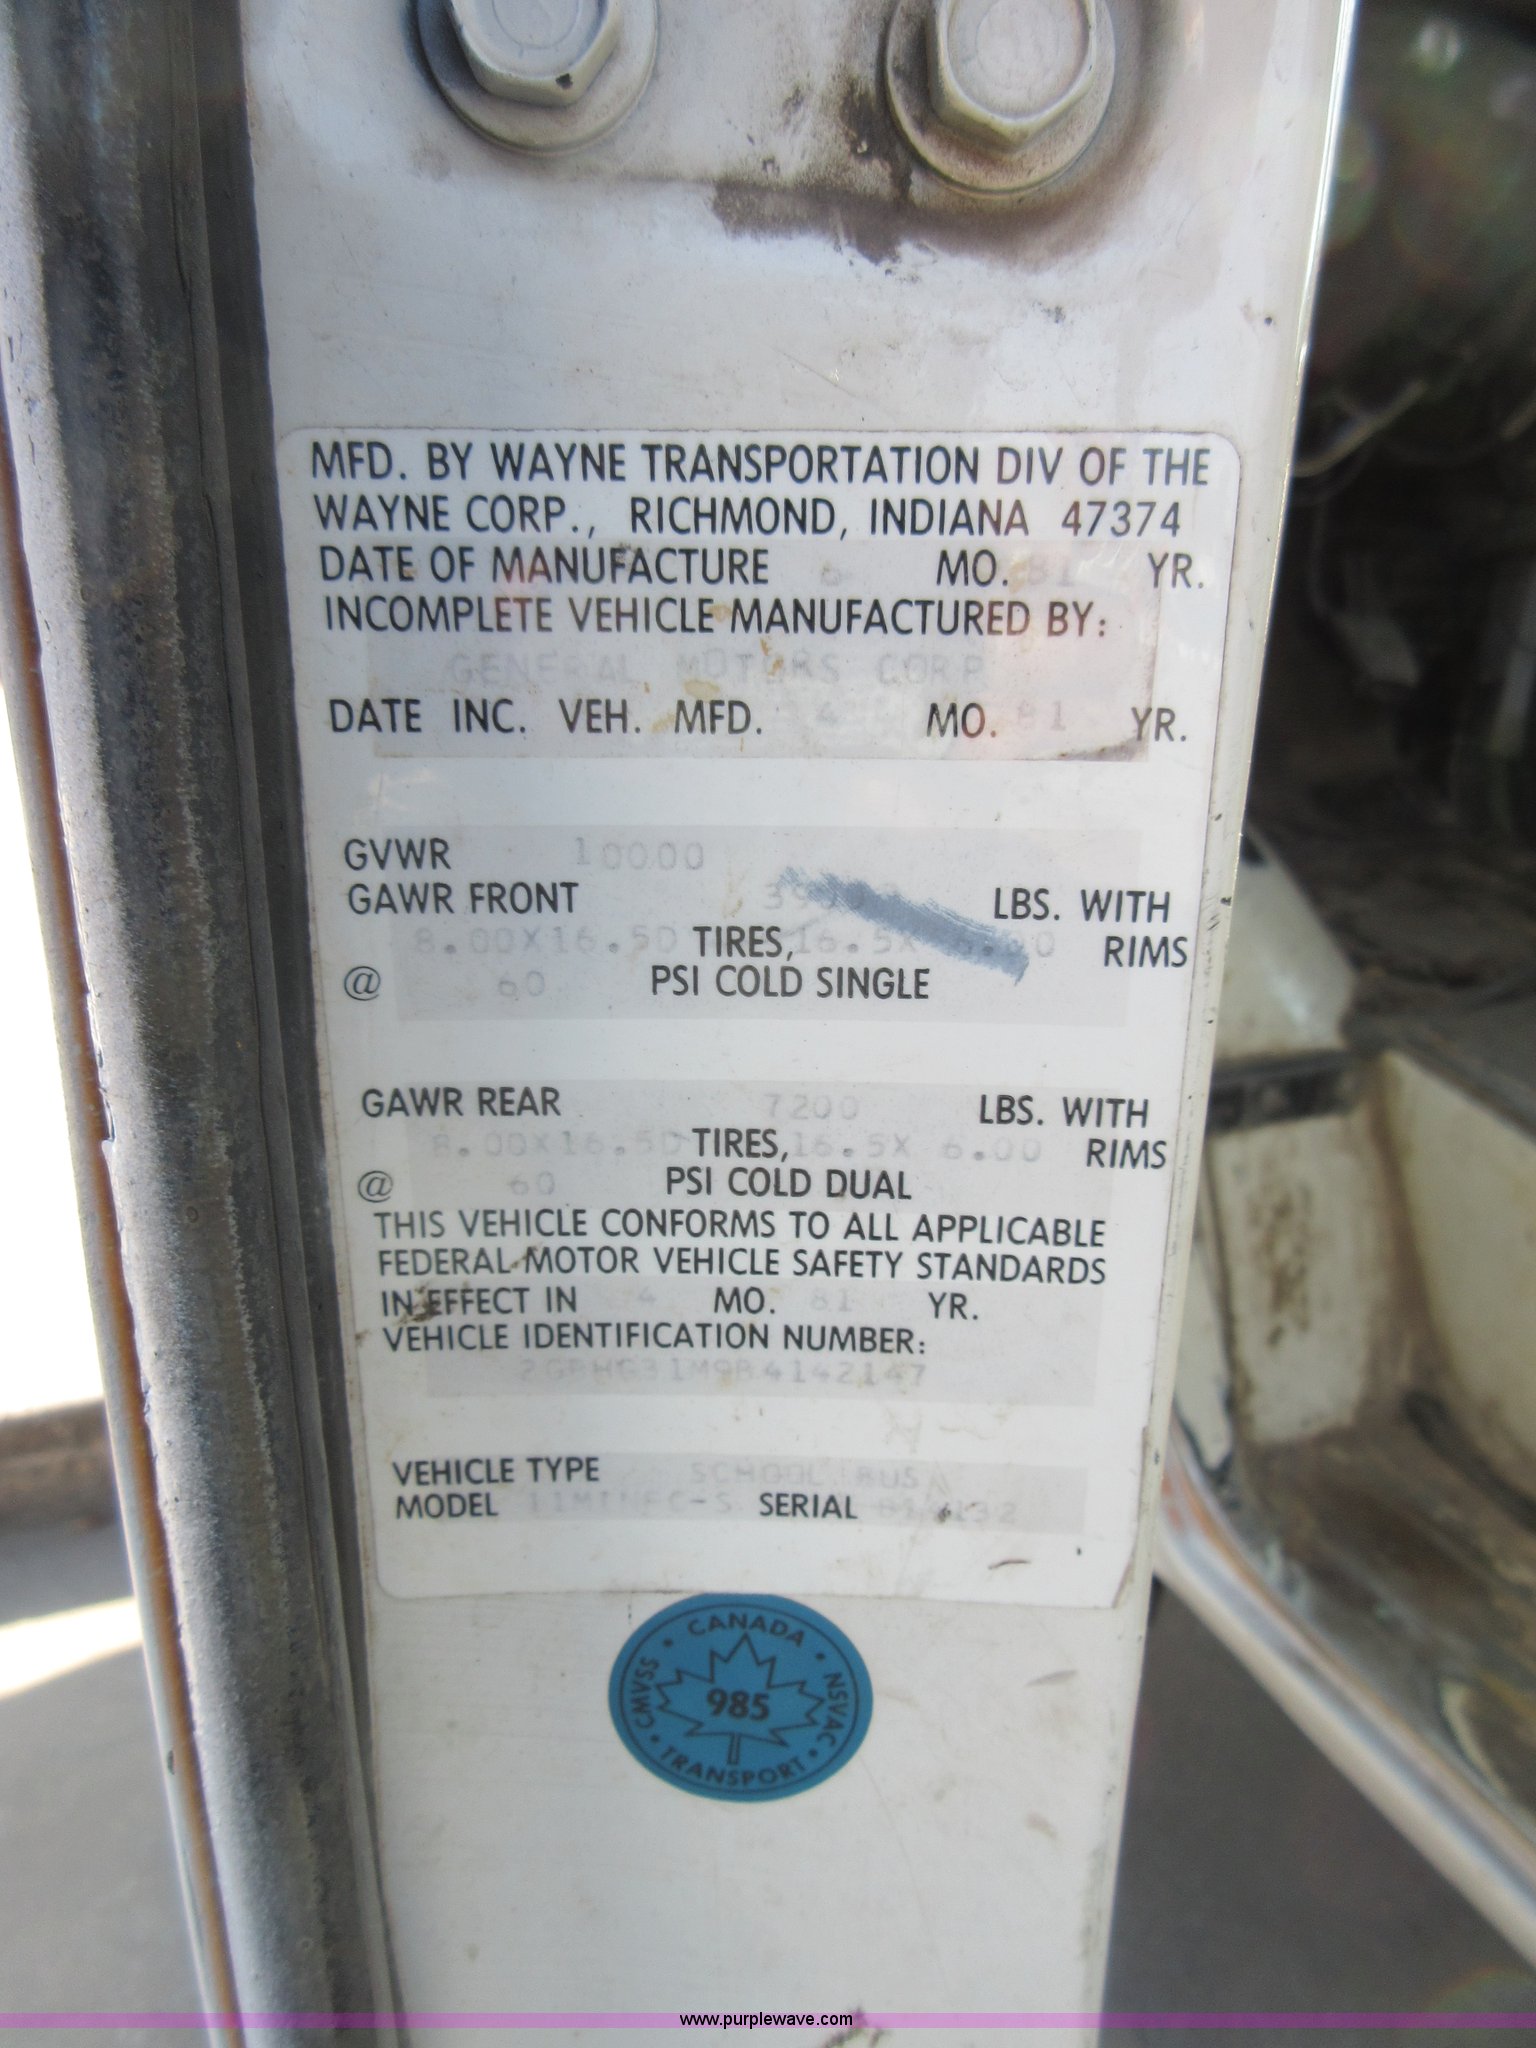 MFD. BY WAYNE TRANSPORTATION DIV OF THE
WAYNE CORP., RICHMOND, INDIANA 47374
DATE OF MANUFACTURE 6 MO. 81 YR.
INCOMPLETE VEHICLE MANUFACTURED BY:
GENERAL MOTORS CORP
DATE INC. VEH. MFD. 4 MO. 81 YR.
GVWR 10000
GAWR FRONT LBS. WITH
8.00X16.5D TIRES, 16.5X 6.00 RIMS
@ 60 PSI COLD SINGLE
GAWR REAR 7200 LBS. WITH
8.00X16.5D TIRES, 16.5X 6.00 RIMS
@ 60 PSI COLD DUAL
THIS VEHICLE CONFORMS TO ALL APPLICABLE
FEDERAL MOTOR VEHICLE SAFETY STANDARDS
IN EFFECT IN 4 MO. 81 YR.
VEHICLE IDENTIFICATION NUMBER:
VEHICLE TYPE SCHOOL BUS
MODEL SERIAL
CANADA
CMVSS 985 NSVAC
TRANSPORT
www.purplewave.com